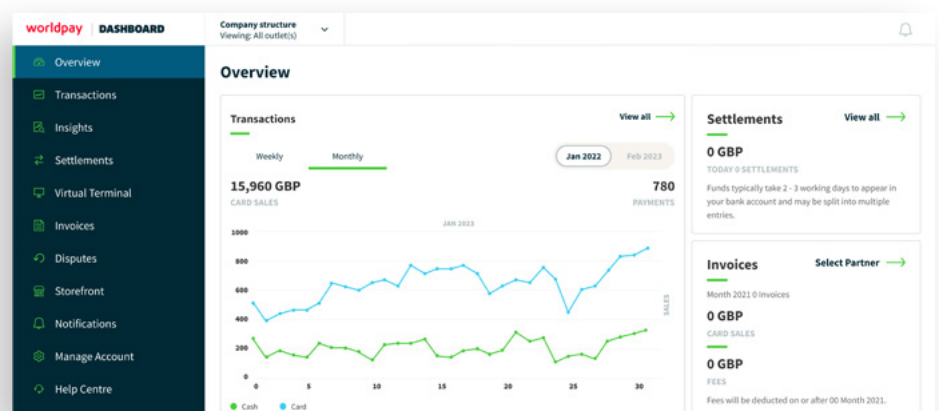 worldpay DASHBOARD
Company structure
Viewing: All outlet(s)
Overview
Transactions
Insights
Settlements
Virtual Terminal
Invoices
Disputes
Storefront
Notifications
Manage Account
Help Centre
Overview
Transactions
View all
Weekly Monthly
Jan 2022 Feb 2023
15,960 GBP
CARD SALES
780
PAYMENTS
JAN 2023
1000
800
600
400
200
0
0 5 10 15 20 25 30
SALES
Cash Card
Settlements
View all
0 GBP
TODAY 0 SETTLEMENTS
Funds typically take 2 - 3 working days to appear in
your bank account and may be split into multiple
entries.
Invoices
Select Partner
Month 2021 0 Invoices
0 GBP
CARD SALES
0 GBP
FEES
Fees will be deducted on or after 00 Month 2021.